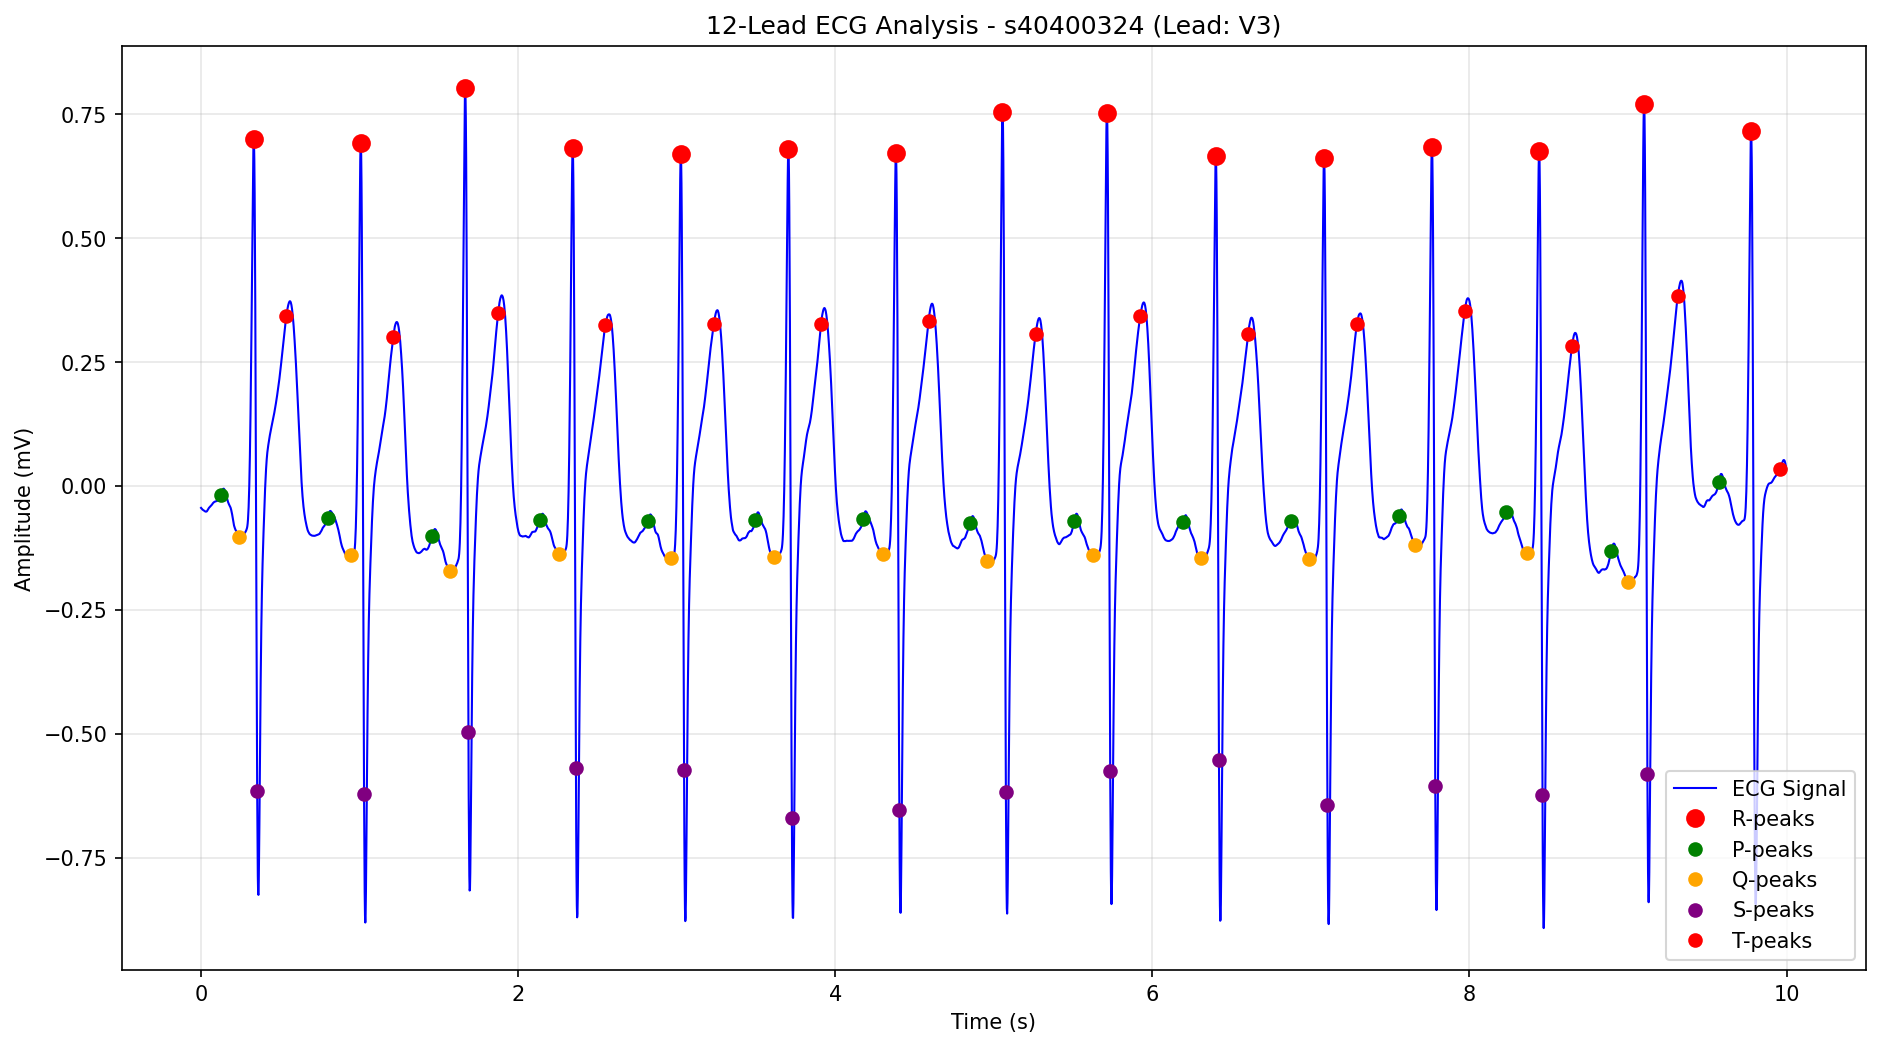 12-Lead ECG Analysis - s40400324 (Lead: V3)
Amplitude (mV)
0.75
0.50
0.25
0.00
−0.25
−0.50
−0.75
ECG Signal
R-peaks
P-peaks
Q-peaks
S-peaks
T-peaks
0 2 4 6 8 10
Time (s)